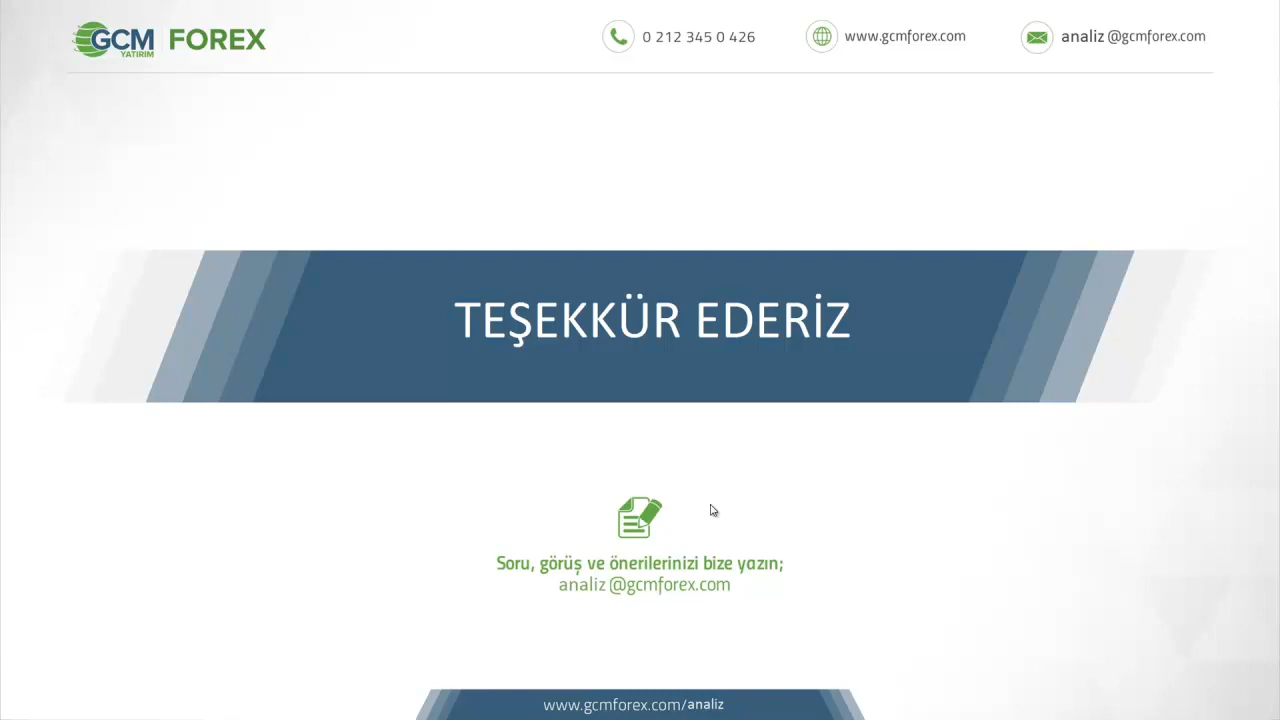 GCM FOREX
YATIRIM
0 212 345 0 426
www.gcmforex.com
analiz @gcmforex.com
TEŞEKKÜR EDERİZ
Soru, görüş ve önerilerinizi bize yazın;
analiz @gcmforex.com
www.gcmforex.com/analiz